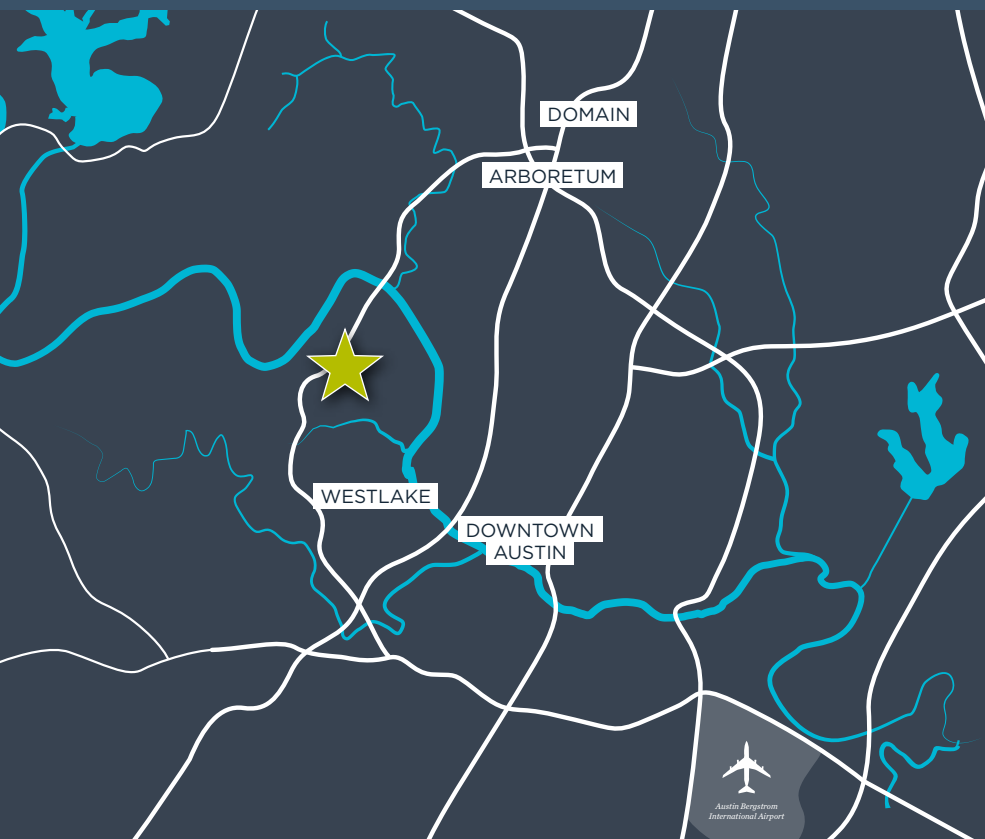 DOMAIN
ARBORETUM
WESTLAKE
DOWNTOWN
AUSTIN
Austin Bergstrom
International Airport